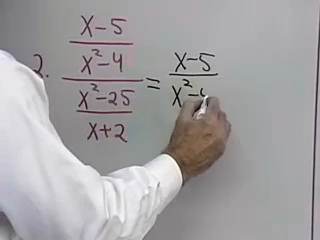 2. (x-5)/(x²-4) / (x²-25)/(x+2) = (x-5)/(x²-